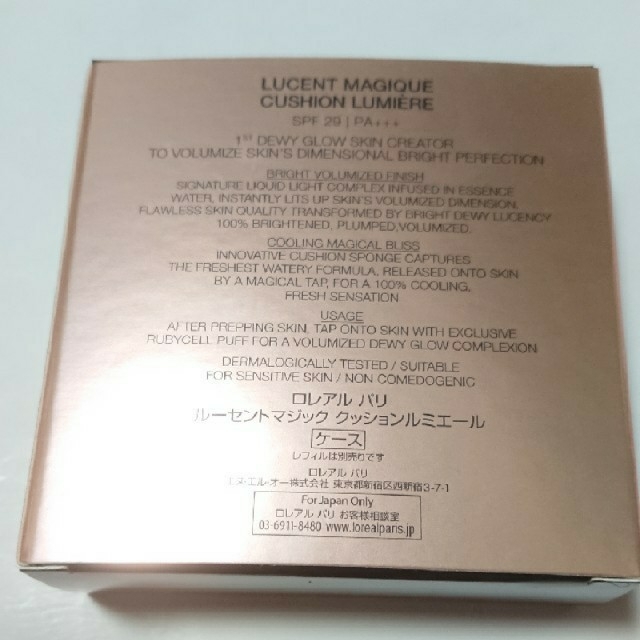 LUCENT MAGIQUE
CUSHION LUMIÈRE
SPF 29 | PA+++
1ST DEWY GLOW SKIN CREATOR
TO VOLUMIZE SKIN'S DIMENSIONAL BRIGHT PERFECTION
BRIGHT VOLUMIZED FINISH
SIGNATURE LIQUID LIGHT COMPLEX INFUSED IN ESSENCE
WATER, INSTANTLY LITS UP SKIN'S VOLUMIZED DIMENSION.
FLAWLESS SKIN QUALITY TRANSFORMED BY BRIGHT DEWY LUCENCY
100% BRIGHTENED, PLUMPED, VOLUMIZED.
COOLING MAGICAL BLISS
INNOVATIVE CUSHION SPONGE CAPTURES
THE FRESHEST WATERY FORMULA, RELEASED ONTO SKIN
BY A MAGICAL TAP, FOR A 100% COOLING,
FRESH SENSATION
USAGE
AFTER PREPPING SKIN, TAP ONTO SKIN WITH EXCLUSIVE
RUBYCELL PUFF FOR A VOLUMIZED DEWY GLOW COMPLEXION
DERMALOGICALLY TESTED / SUITABLE
FOR SENSITIVE SKIN / NON COMEDOGENIC
ロレアル パリ
ルーセントマジック クッションルミエール
ケース
レフィルは別売りです
ロレアル パリ
エヌ・エル・オー株式会社 東京都新宿区西新宿3-7-1
For Japan Only
ロレアル パリ お客様相談室
03-6911-8480 www.lorealparis.jp